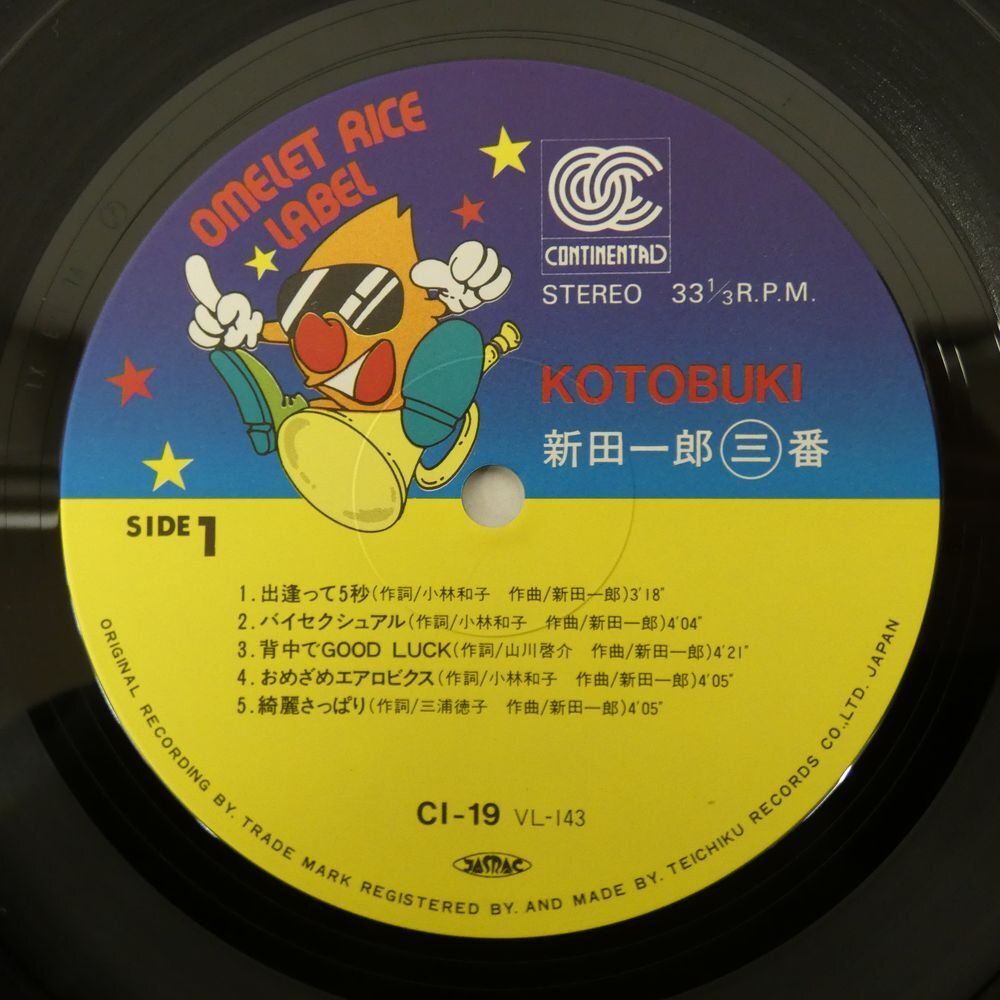 OMELET RICE
LABEL
CONTINENTAL
STEREO 33 1/3 R.P.M.
KOTOBUKI
新田一郎㊂番
SIDE 1
1.出逢って5秒(作詞/小林和子 作曲/新田一郎)3'18"
2.バイセクシュアル(作詞/小林和子 作曲/新田一郎)4'04"
3.背中でGOOD LUCK(作詞/山川啓介 作曲/新田一郎)4'21"
4.おめざめエアロビクス(作詞/小林和子 作曲/新田一郎)4'05"
5.綺麗さっぱり(作詞/三浦徳子 作曲/新田一郎)4'05"
CI-19 VL-143
JASRAC
ORIGINAL RECORDING BY. TRADE MARK REGISTERED BY. AND MADE BY. TEICHIKU RECORDS CO.,LTD. JAPAN